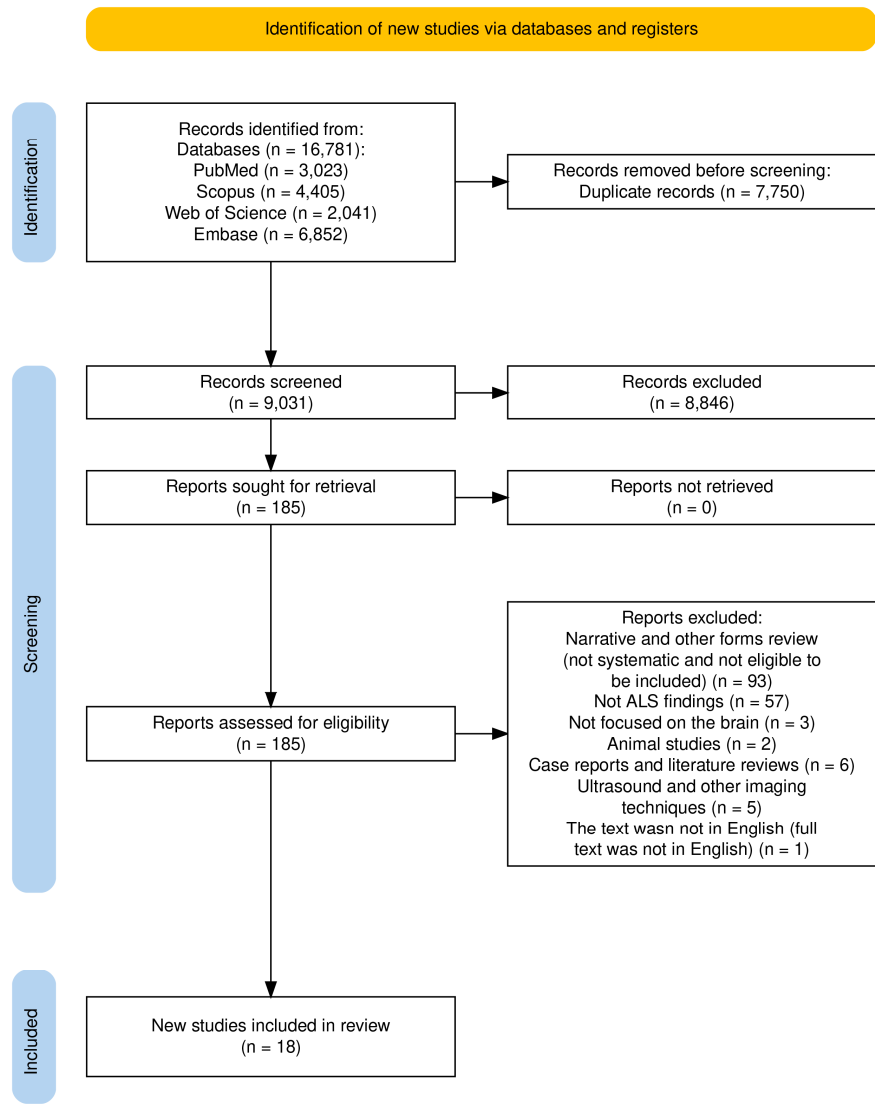 Identification of new studies via databases and registers
Identification
Records identified from:
Databases (n = 16,781):
PubMed (n = 3,023)
Scopus (n = 4,405)
Web of Science (n = 2,041)
Embase (n = 6,852)
Records removed before screening:
Duplicate records (n = 7,750)
Screening
Records screened
(n = 9,031)
Records excluded
(n = 8,846)
Reports sought for retrieval
(n = 185)
Reports not retrieved
(n = 0)
Reports assessed for eligibility
(n = 185)
Reports excluded:
Narrative and other forms review
(not systematic and not eligible to
be included) (n = 93)
Not ALS findings (n = 57)
Not focused on the brain (n = 3)
Animal studies (n = 2)
Case reports and literature reviews (n = 6)
Ultrasound and other imaging
techniques (n = 5)
The text wasn not in English (full
text was not in English) (n = 1)
Included
New studies included in review
(n = 18)